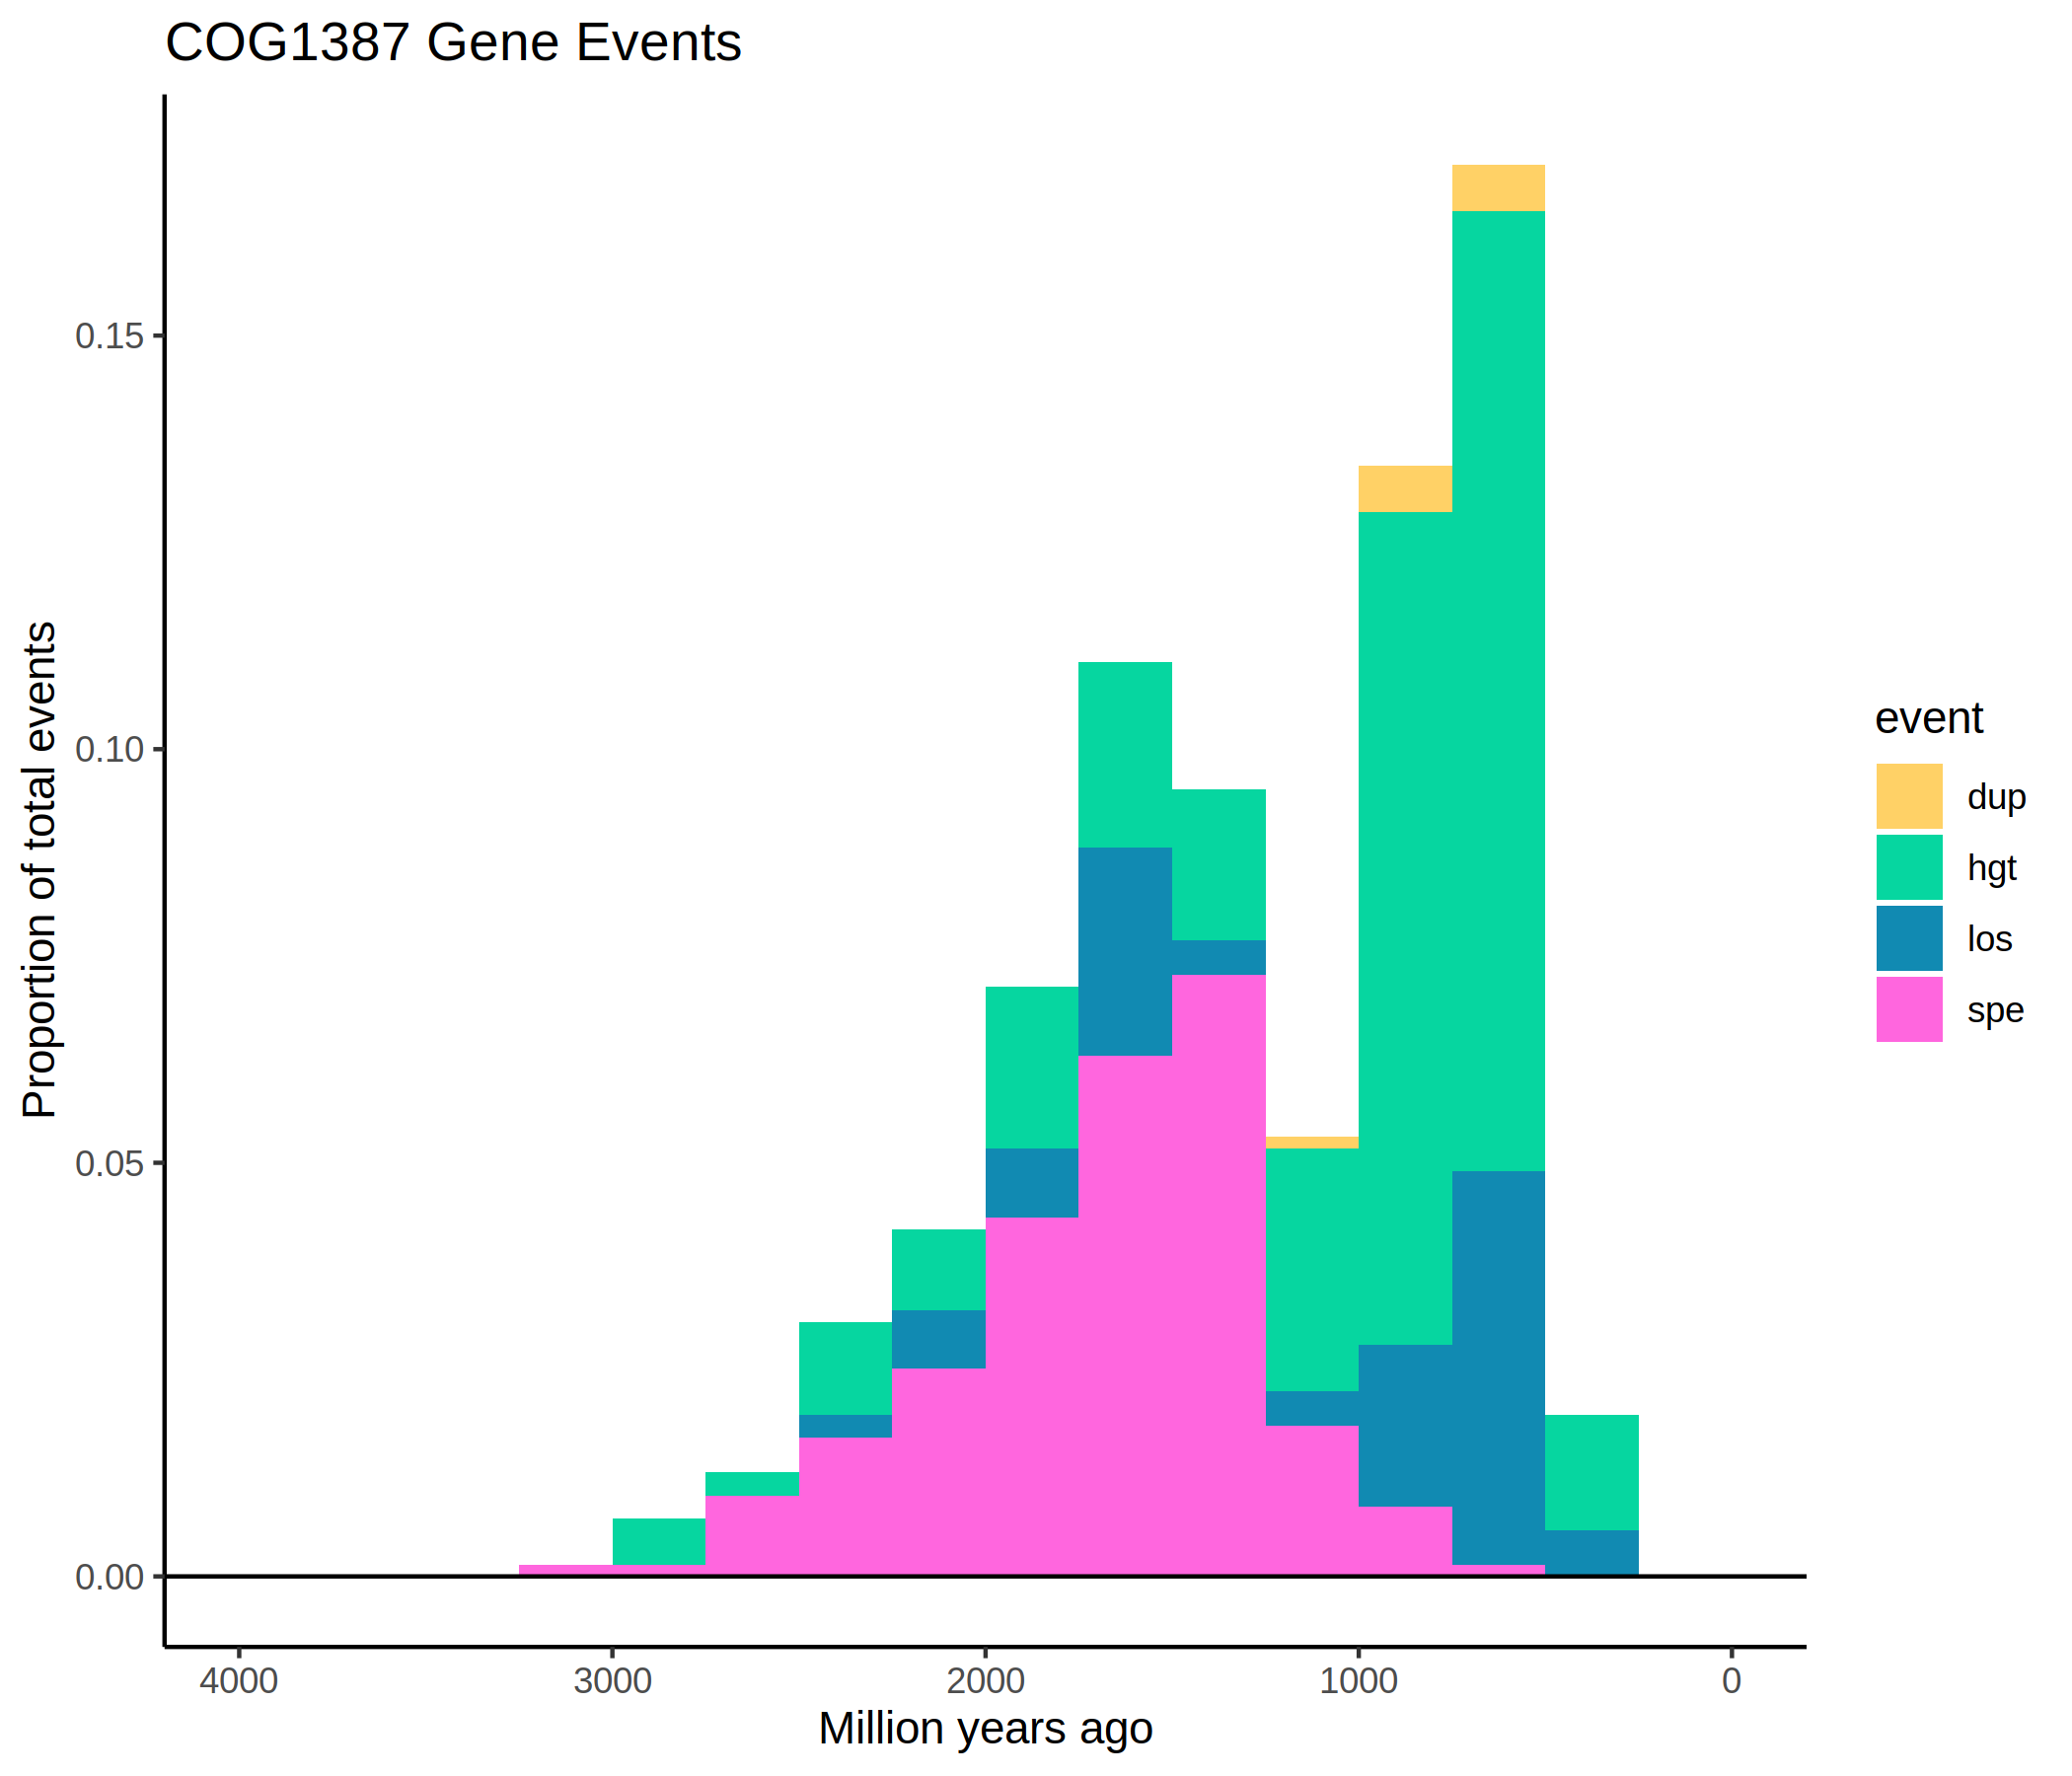 COG1387 Gene Events
Proportion of total events
0.15
0.10
0.05
0.00
4000 3000 2000 1000 0
Million years ago
event
dup
hgt
los
spe